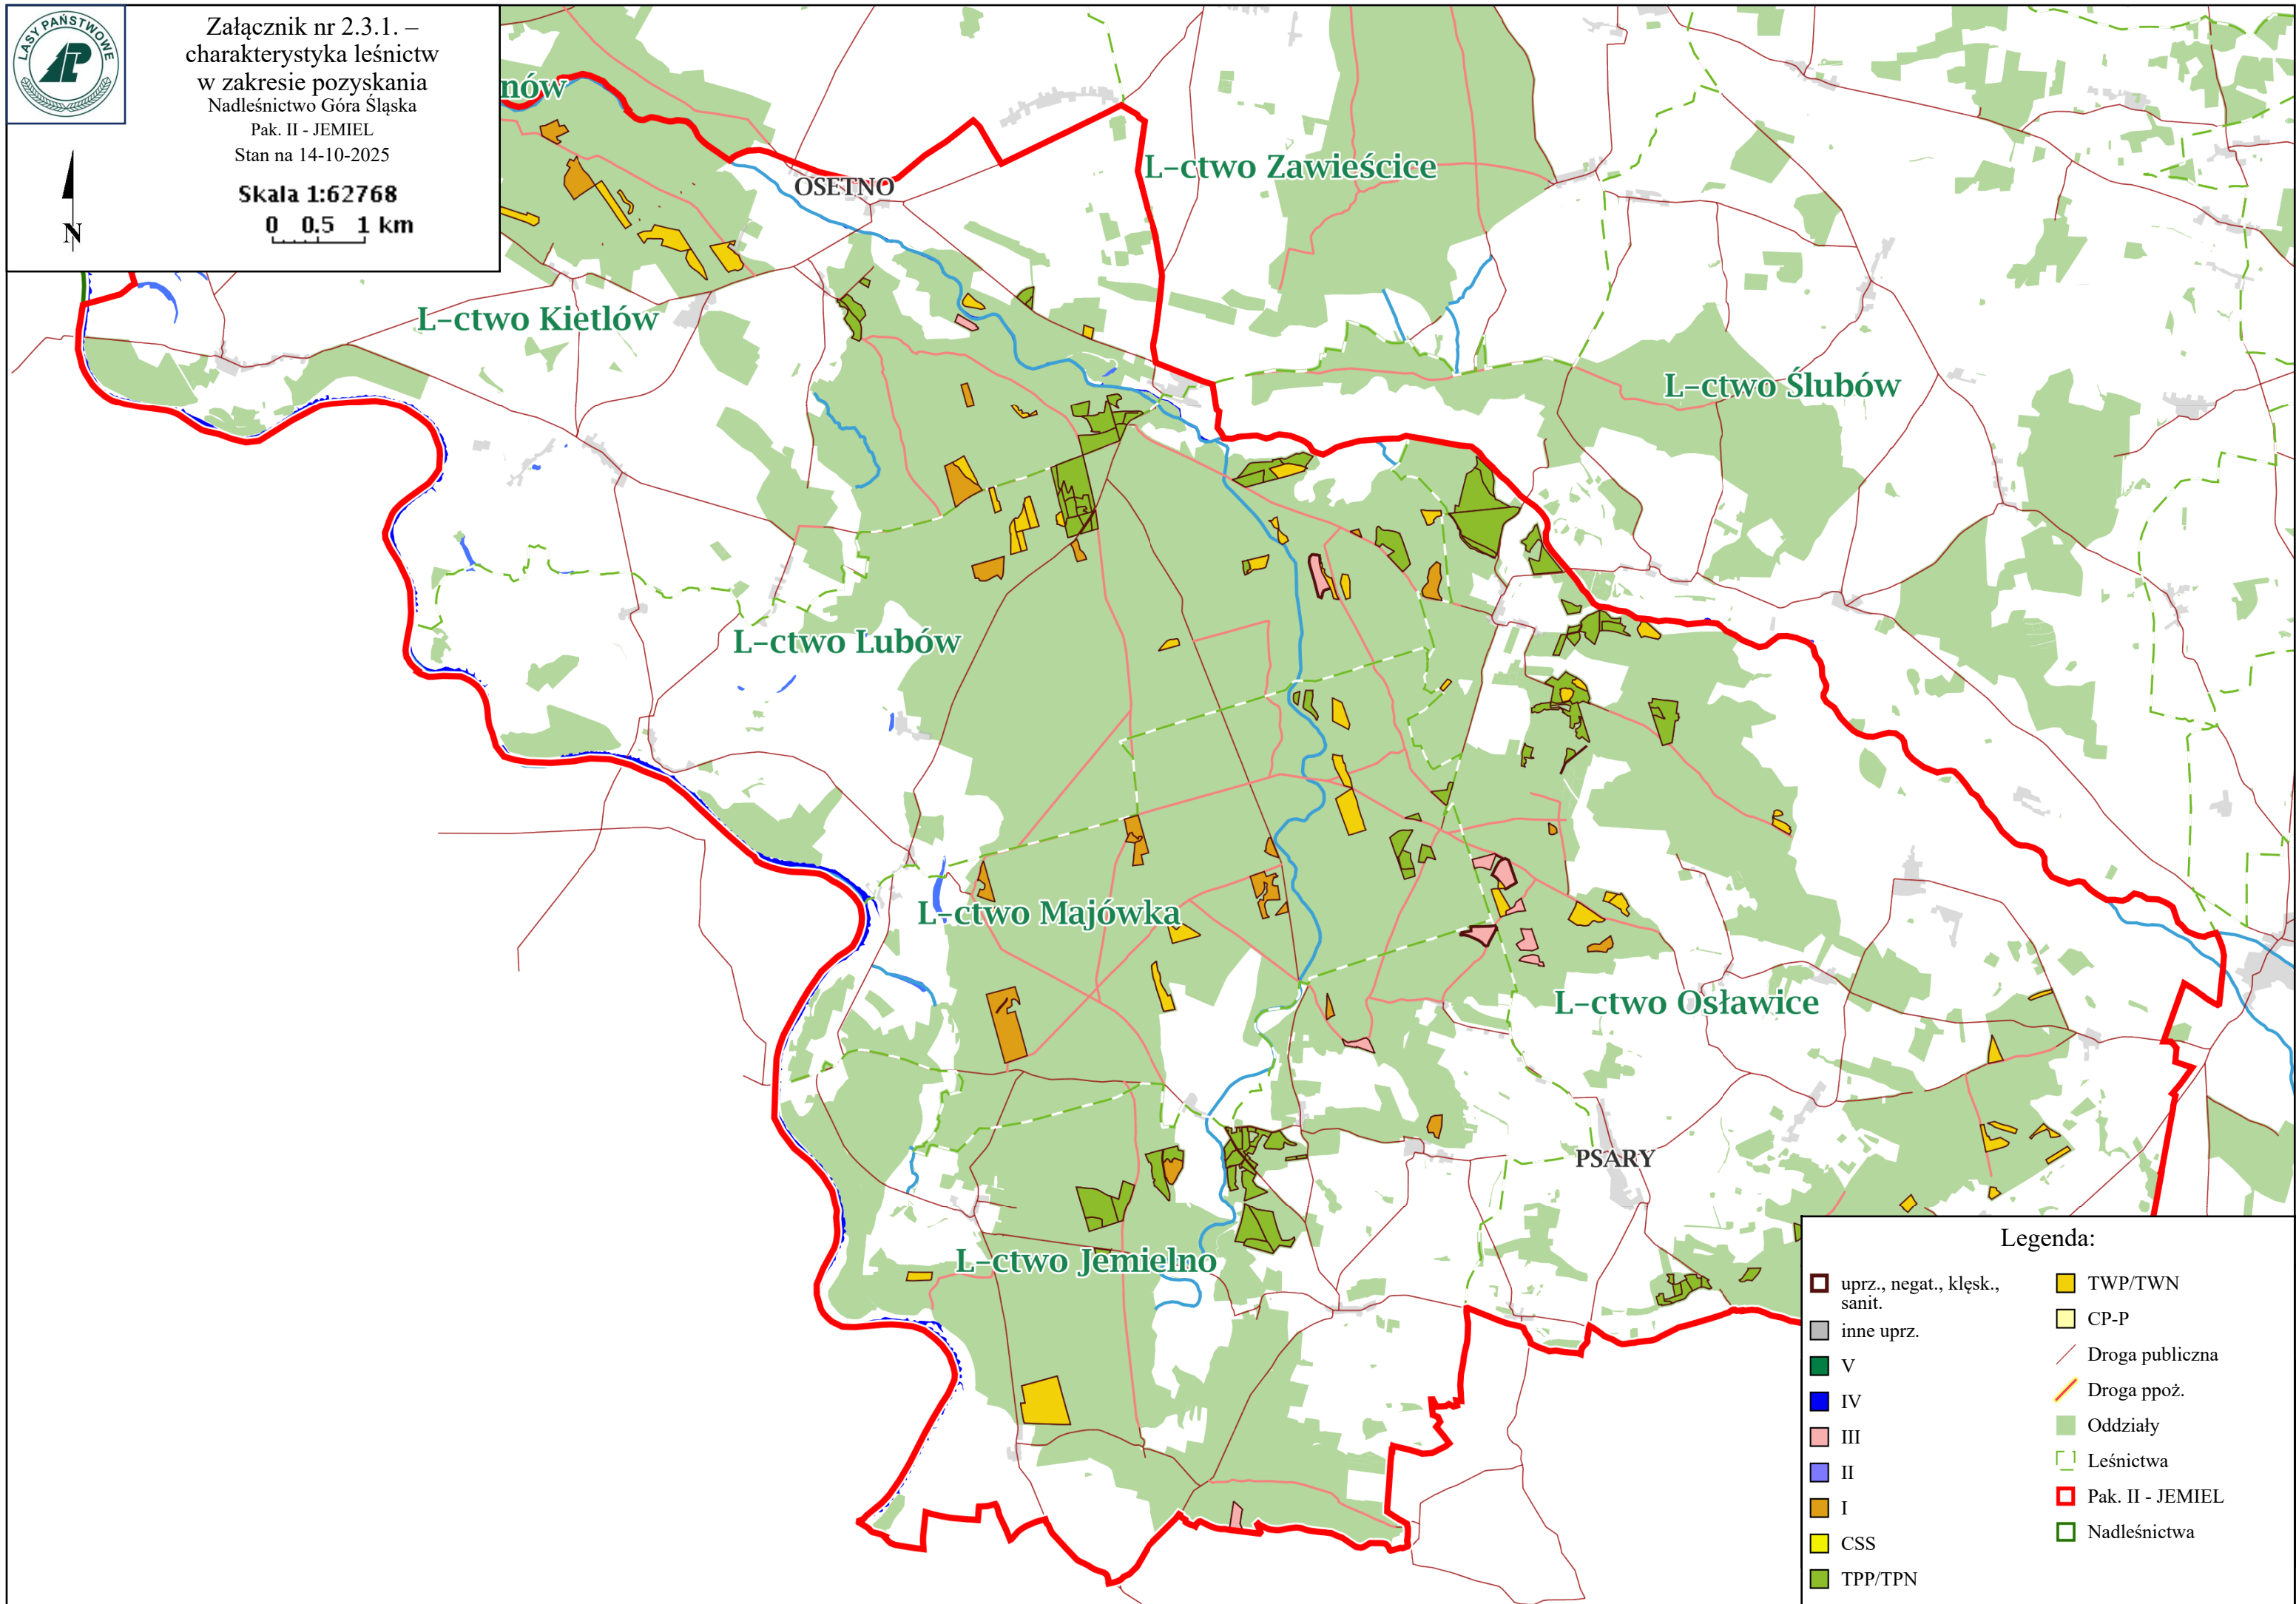 LASY PAŃSTWOWE
Załącznik nr 2.3.1. –
charakterystyka leśnictw
w zakresie pozyskania
Nadleśnictwo Góra Śląska
Pak. II - JEMIEL
Stan na 14-10-2025
Skala 1:62768
0 0.5 1 km
N
nów
OSETNO
L-ctwo Zawieścice
L-ctwo Kietlów
L-ctwo Ślubów
L-ctwo Lubów
L-ctwo Majówka
L-ctwo Osławice
PSARY
L-ctwo Jemielno
Legenda:
uprz., negat., klęsk.,
sanit.
inne uprz.
V
IV
III
II
I
CSS
TPP/TPN
TWP/TWN
CP-P
Droga publiczna
Droga ppoż.
Oddziały
Leśnictwa
Pak. II - JEMIEL
Nadleśnictwa